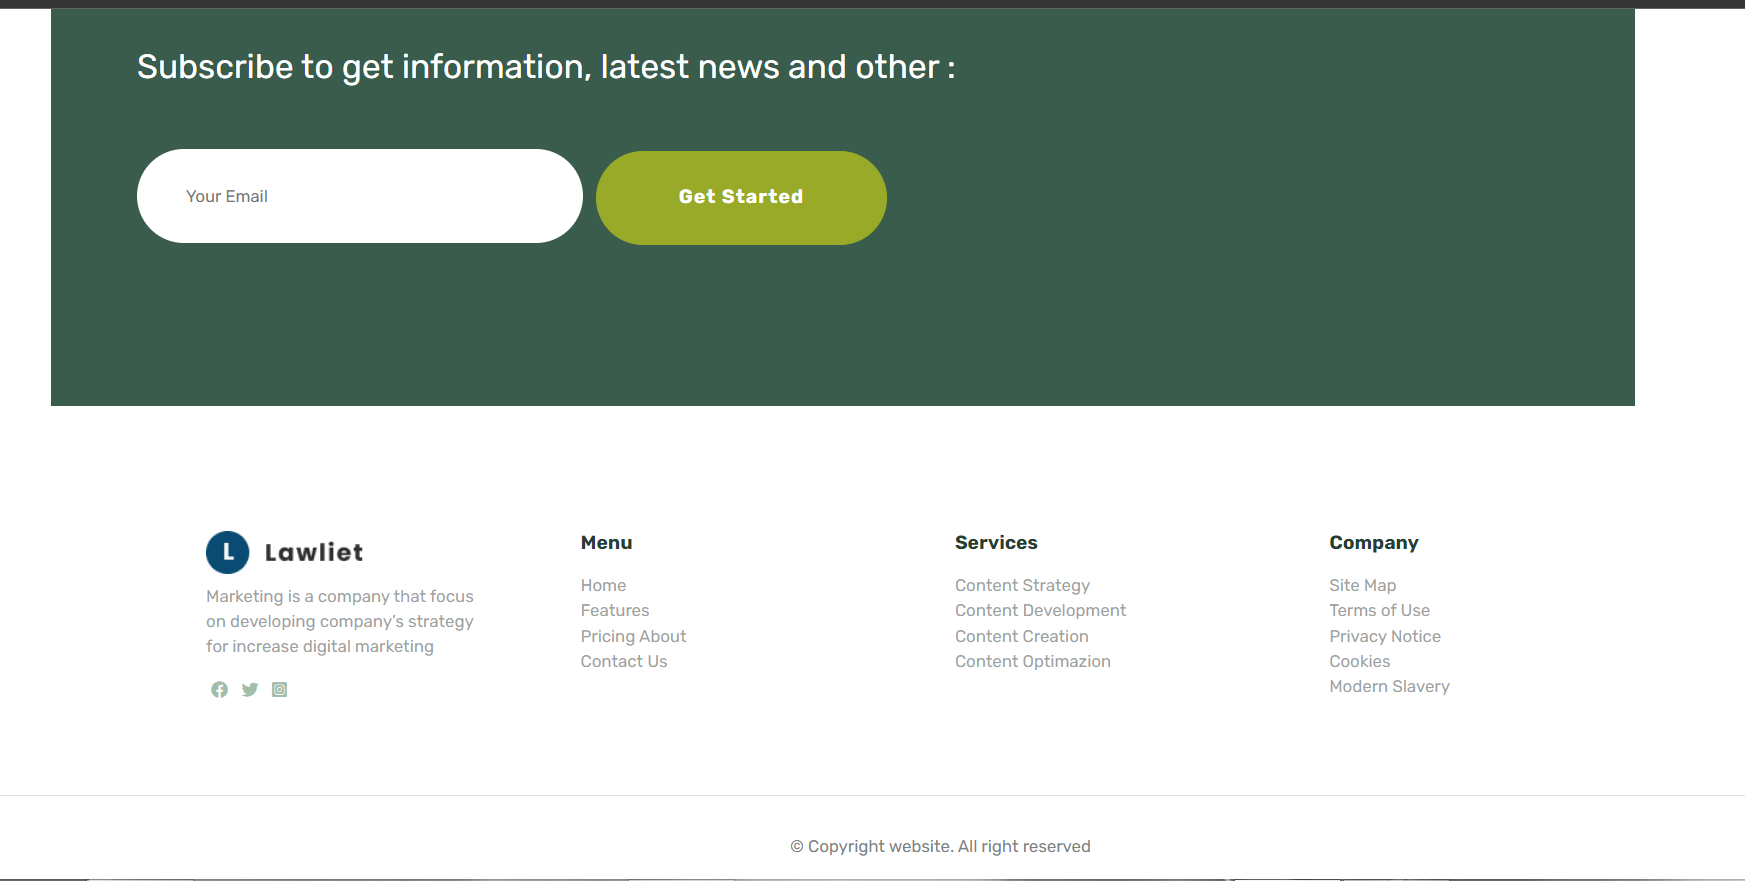 Subscribe to get information, latest news and other :
Your Email
Get Started
L Lawliet
Marketing is a company that focus
on developing company's strategy
for increase digital marketing
Menu
Home
Features
Pricing About
Contact Us
Services
Content Strategy
Content Development
Content Creation
Content Optimazion
Company
Site Map
Terms of Use
Privacy Notice
Cookies
Modern Slavery
© Copyright website. All right reserved